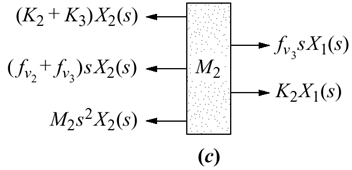 (K₂ + K₃)X₂(s)
f_{v₃}sX₁(s)
(f_{v₂} + f_{v₃})sX₂(s)
M₂
K₂X₁(s)
M₂s²X₂(s)
(c)